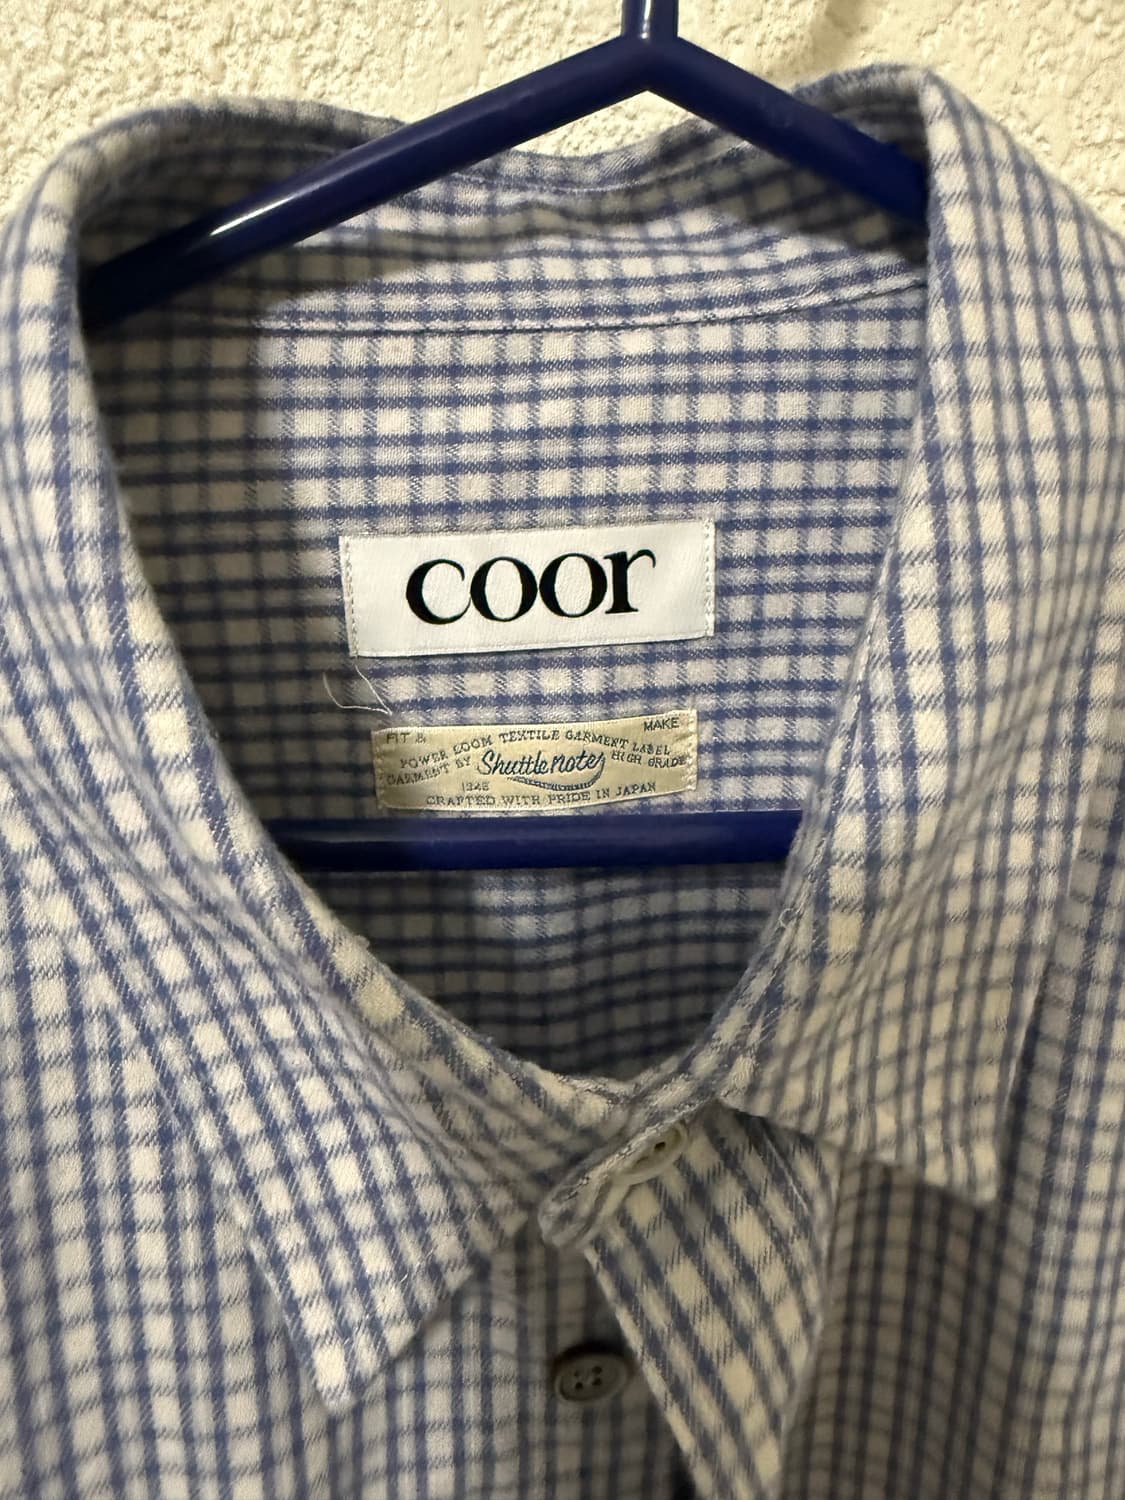 coor
FIT & MAKE
POWER LOOM TEXTILE GARMENT LABEL
GARMENT BY Shuttlenotes HIGH GRADE
CRAFTED WITH PRIDE IN JAPAN